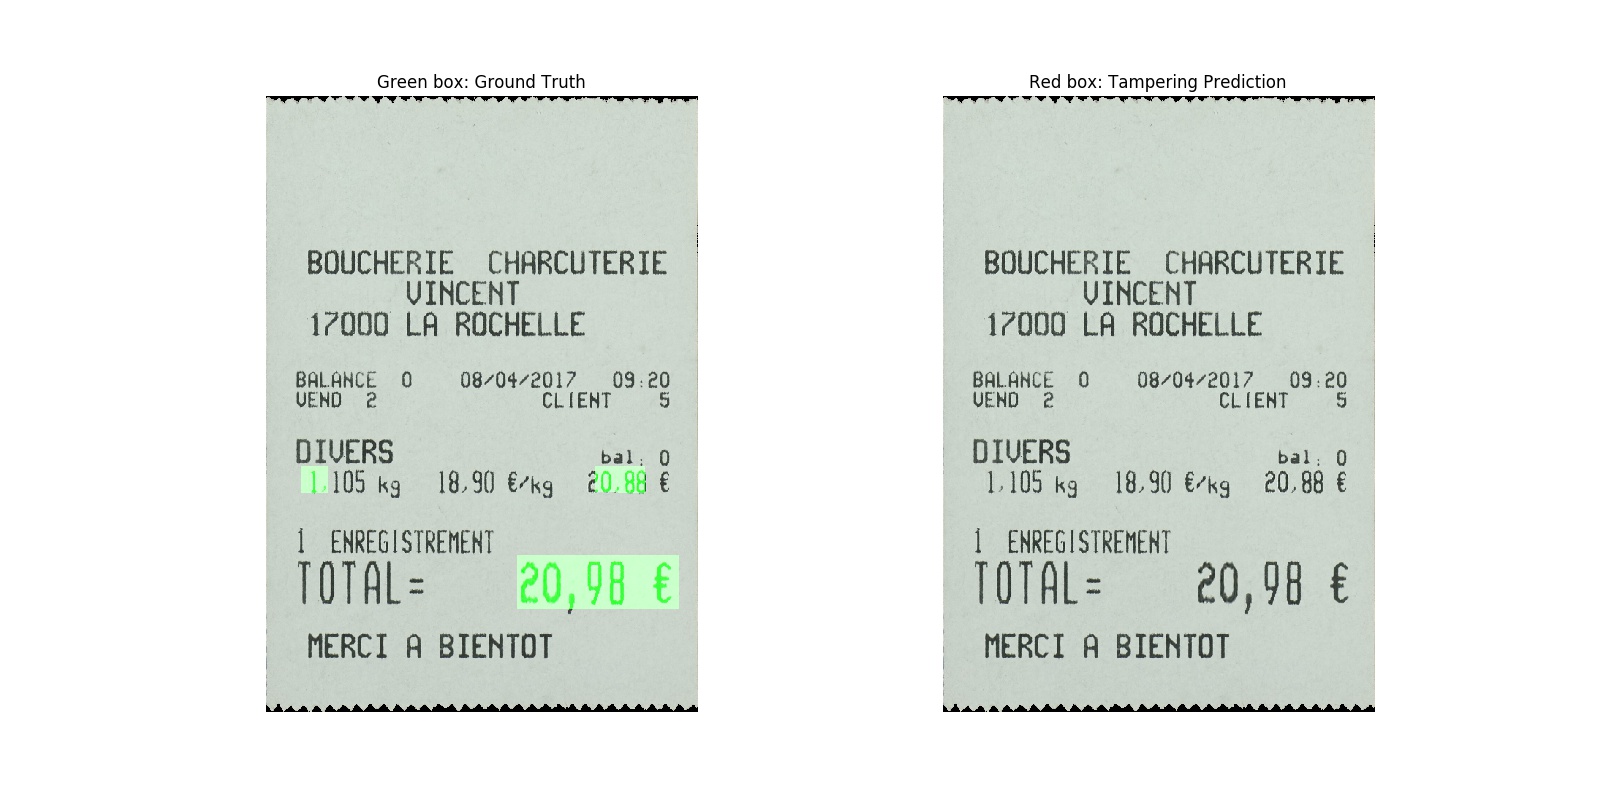 Green box: Ground Truth
BOUCHERIE CHARCUTERIE
VINCENT
17000 LA ROCHELLE
BALANCE 0 08/04/2017 09:20
VEND 2 CLIENT 5
DIVERS bal: 0
1,105 kg 18,90 €/kg 20,88 €
1 ENREGISTREMENT
TOTAL= 20,98 €
MERCI A BIENTOT
Red box: Tampering Prediction
BOUCHERIE CHARCUTERIE
VINCENT
17000 LA ROCHELLE
BALANCE 0 08/04/2017 09:20
VEND 2 CLIENT 5
DIVERS bal: 0
1,105 kg 18,90 €/kg 20,88 €
1 ENREGISTREMENT
TOTAL= 20,98 €
MERCI A BIENTOT